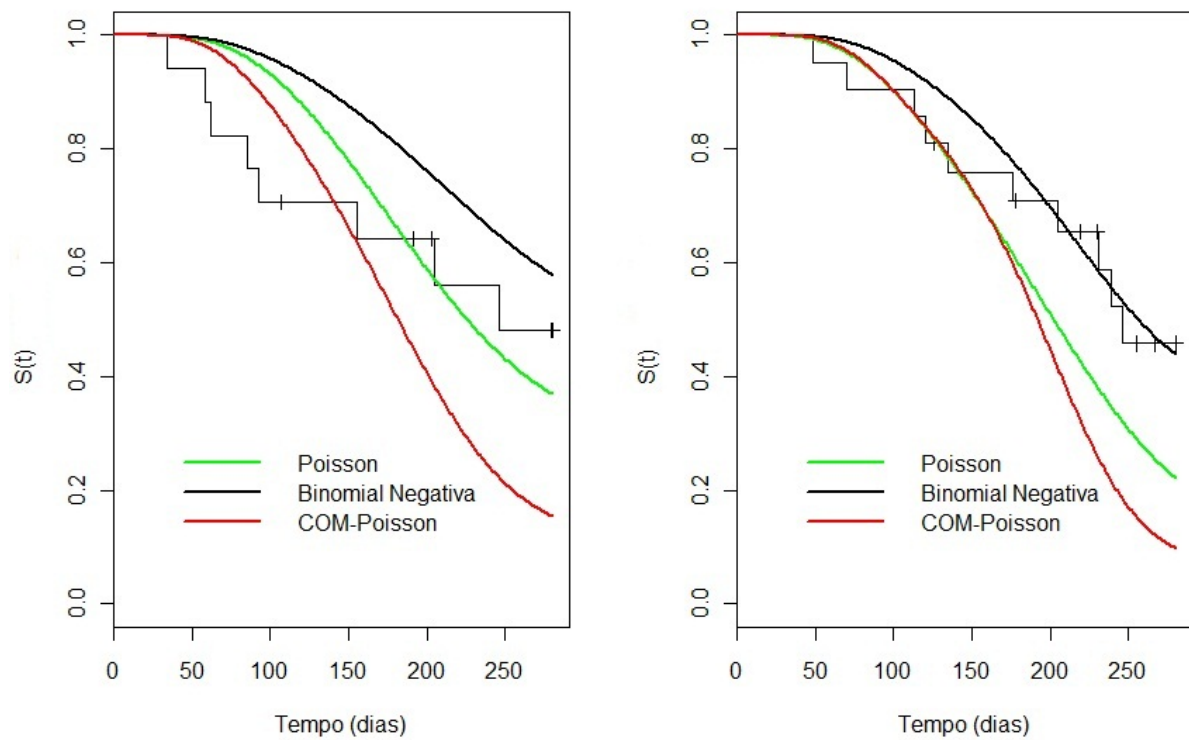 1.0
0.8
0.6
0.4
0.2
0.0
S(t)
Poisson
Binomial Negativa
COM-Poisson
0 50 100 150 200 250
Tempo (dias)
1.0
0.8
0.6
0.4
0.2
0.0
S(t)
Poisson
Binomial Negativa
COM-Poisson
0 50 100 150 200 250
Tempo (dias)